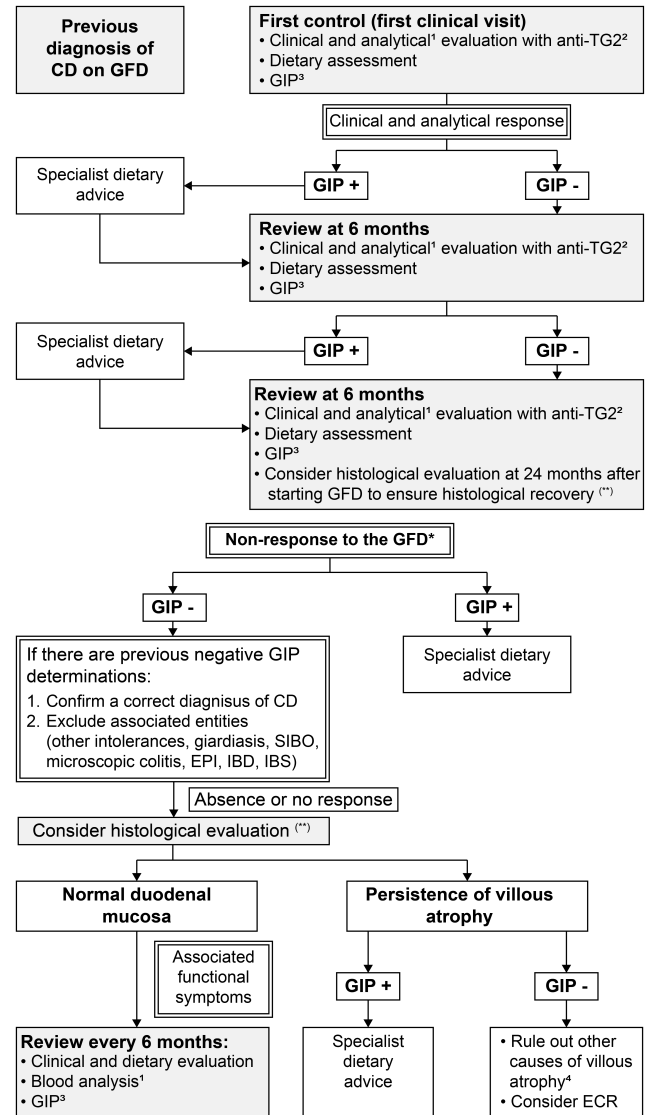 Previous
diagnosis of
CD on GFD
First control (first clinical visit)
• Clinical and analytical¹ evaluation with anti-TG2²
• Dietary assessment
• GIP³
Clinical and analytical response
Specialist dietary
advice
GIP +
GIP -
Review at 6 months
• Clinical and analytical¹ evaluation with anti-TG2²
• Dietary assessment
• GIP³
Specialist dietary
advice
GIP +
GIP -
Review at 6 months
• Clinical and analytical¹ evaluation with anti-TG2²
• Dietary assessment
• GIP³
• Consider histological evaluation at 24 months after
starting GFD to ensure histological recovery (**)
Non-response to the GFD*
GIP -
GIP +
If there are previous negative GIP
determinations:
1. Confirm a correct diagnisus of CD
2. Exclude associated entities
(other intolerances, giardiasis, SIBO,
microscopic colitis, EPI, IBD, IBS)
Specialist dietary
advice
Absence or no response
Consider histological evaluation (**)
Normal duodenal
mucosa
Persistence of villous
atrophy
Associated
functional
symptoms
GIP +
GIP -
Review every 6 months:
• Clinical and dietary evaluation
• Blood analysis¹
• GIP³
Specialist
dietary
advice
• Rule out other
causes of villous
atrophy⁴
• Consider ECR